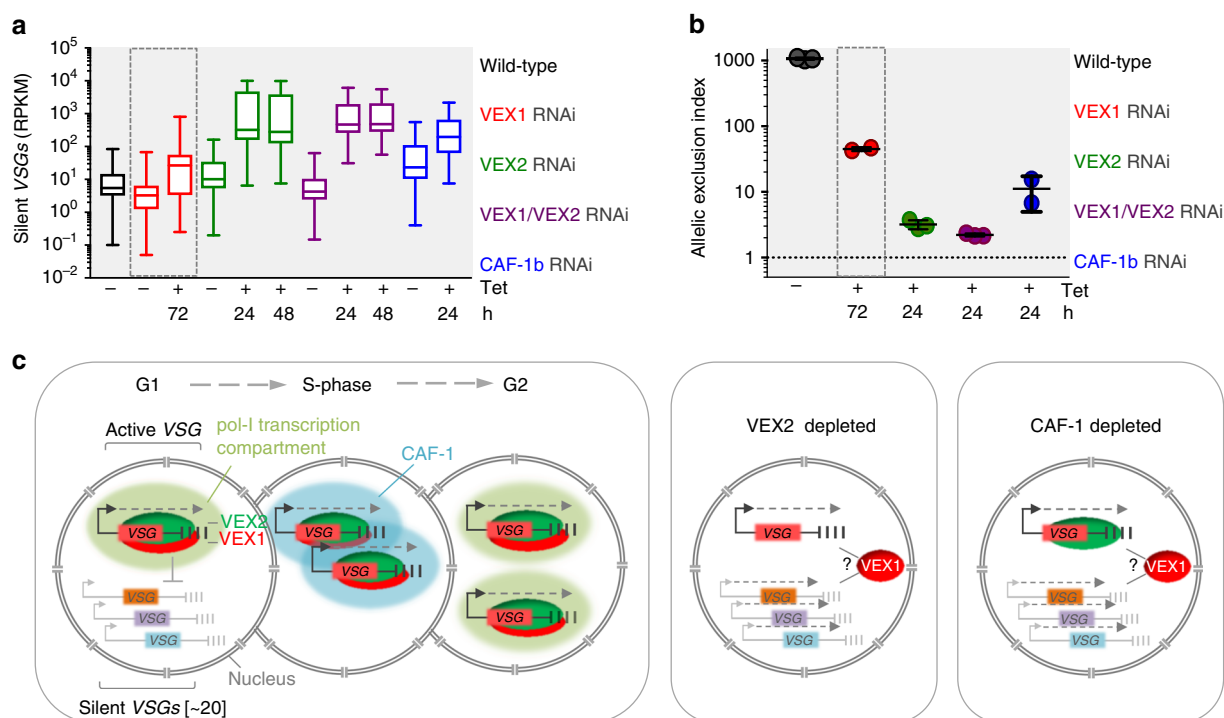 a
Silent VSGs (RPKM)
10^5
10^4
10^3
10^2
10^1
10^0
10^−1
10^−2
− − + − + + − + + − + Tet
72 24 48 24 48 24 h
Wild-type
VEX1 RNAi
VEX2 RNAi
VEX1/VEX2 RNAi
CAF-1b RNAi
b
Allelic exclusion index
1000
100
10
1
− + + + + Tet
72 24 24 24 h
Wild-type
VEX1 RNAi
VEX2 RNAi
VEX1/VEX2 RNAi
CAF-1b RNAi
c
G1 S-phase G2
Active VSG
pol-I transcription
compartment
CAF-1
VSG
VEX2
VEX1
VSG
VSG
VSG
VSG
VSG
VSG
VSG
Nucleus
Silent VSGs [~20]
VEX2 depleted
VSG
? VEX1
VSG
VSG
VSG
CAF-1 depleted
VSG
? VEX1
VSG
VSG
VSG